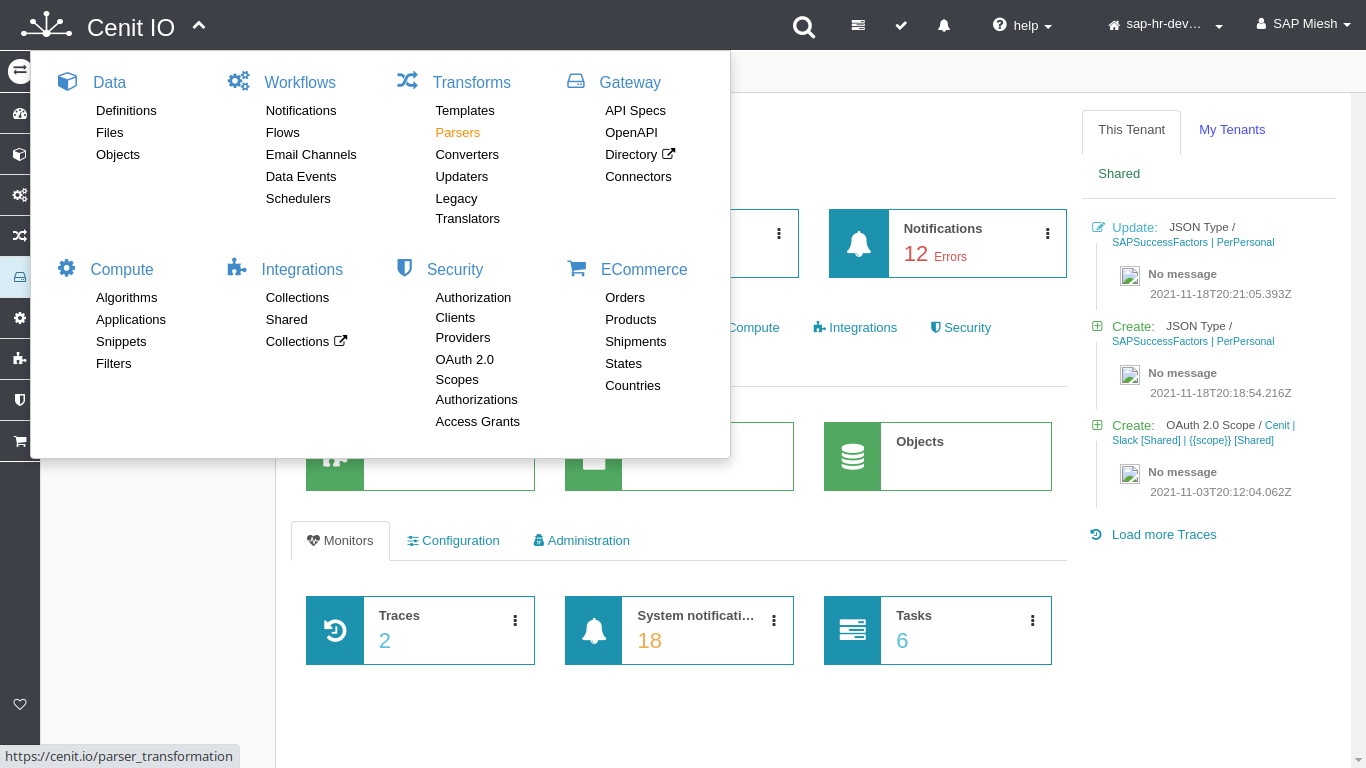 Cenit IO
help
sap-hr-dev…
SAP Miesh
Data
Definitions
Files
Objects
Workflows
Notifications
Flows
Email Channels
Data Events
Schedulers
Transforms
Templates
Parsers
Converters
Updaters
Legacy
Translators
Gateway
API Specs
OpenAPI
Directory
Connectors
Compute
Algorithms
Applications
Snippets
Filters
Integrations
Collections
Shared
Collections
Security
Authorization
Clients
Providers
OAuth 2.0
Scopes
Authorizations
Access Grants
ECommerce
Orders
Products
Shipments
States
Countries
Notifications
12 Errors
Compute
Integrations
Security
Objects
Monitors
Configuration
Administration
Traces
2
System notificati…
18
Tasks
6
This Tenant
My Tenants
Shared
Update: JSON Type /
SAPSuccessFactors | PerPersonal
No message
2021-11-18T20:21:05.393Z
Create: JSON Type /
SAPSuccessFactors | PerPersonal
No message
2021-11-18T20:18:54.216Z
Create: OAuth 2.0 Scope / Cenit |
Slack [Shared] | {{scope}} [Shared]
No message
2021-11-03T20:12:04.062Z
Load more Traces
https://cenit.io/parser_transformation